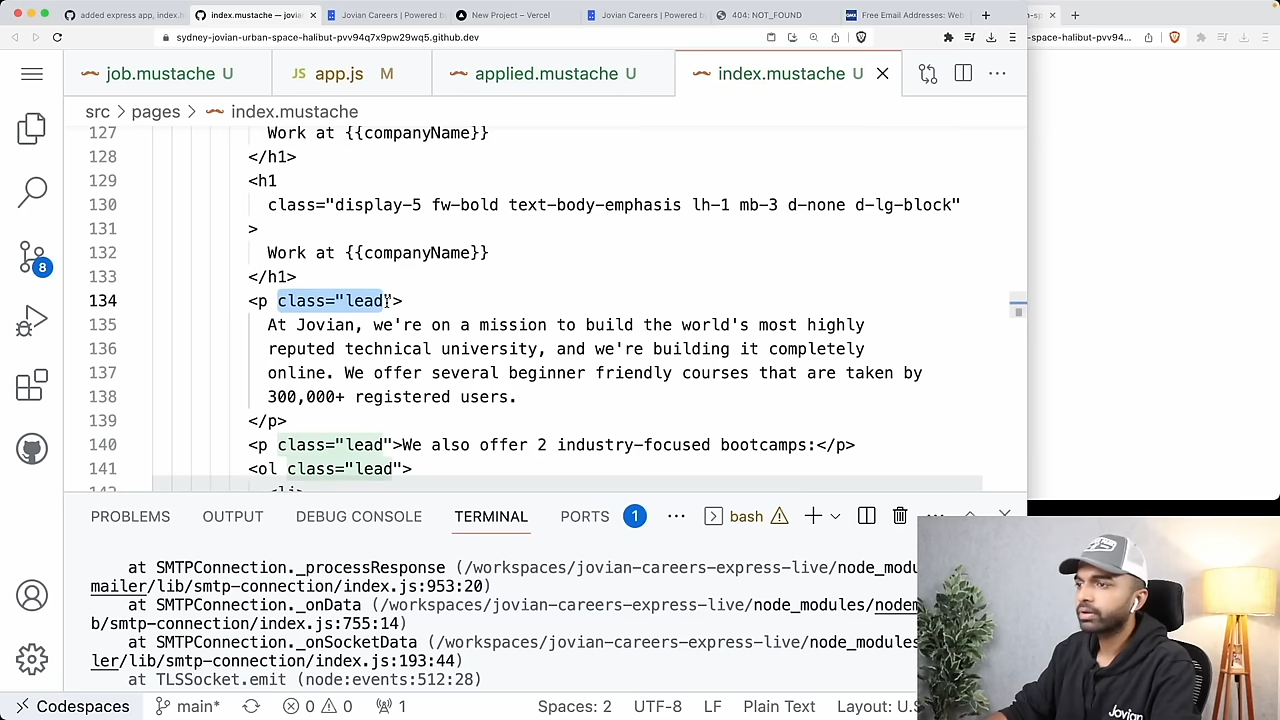 added express app, index.h
index.mustache — jovia
Jovian Careers | Powered b
New Project – Vercel
Jovian Careers | Powered b
404: NOT_FOUND
Free Email Addresses: Web
sydney-jovian-urban-space-halibut-pvv94q7x9pw29wq5.github.dev
-space-halibut-pvv94...
job.mustache U
JS app.js M
applied.mustache U
index.mustache U
src > pages > index.mustache
127 Work at {{companyName}}
128 </h1>
129 <h1
130 class="display-5 fw-bold text-body-emphasis lh-1 mb-3 d-none d-lg-block"
131 >
132 Work at {{companyName}}
133 </h1>
134 <p class="lead">
135 At Jovian, we're on a mission to build the world's most highly
136 reputed technical university, and we're building it completely
137 online. We offer several beginner friendly courses that are taken by
138 300,000+ registered users.
139 </p>
140 <p class="lead">We also offer 2 industry-focused bootcamps:</p>
141 <ol class="lead">
<li>
8
PROBLEMS OUTPUT DEBUG CONSOLE TERMINAL PORTS 1 ... bash
at SMTPConnection._processResponse (/workspaces/jovian-careers-express-live/node_modu
mailer/lib/smtp-connection/index.js:953:20)
at SMTPConnection._onData (/workspaces/jovian-careers-express-live/node_modules/nodem
b/smtp-connection/index.js:755:14)
at SMTPConnection._onSocketData (/workspaces/jovian-careers-express-live/node_modules
ler/lib/smtp-connection/index.js:193:44)
at TLSSocket.emit (node:events:512:28)
Codespaces main* 0 0 1 Spaces: 2 UTF-8 LF Plain Text Layout: U.S
Jovian